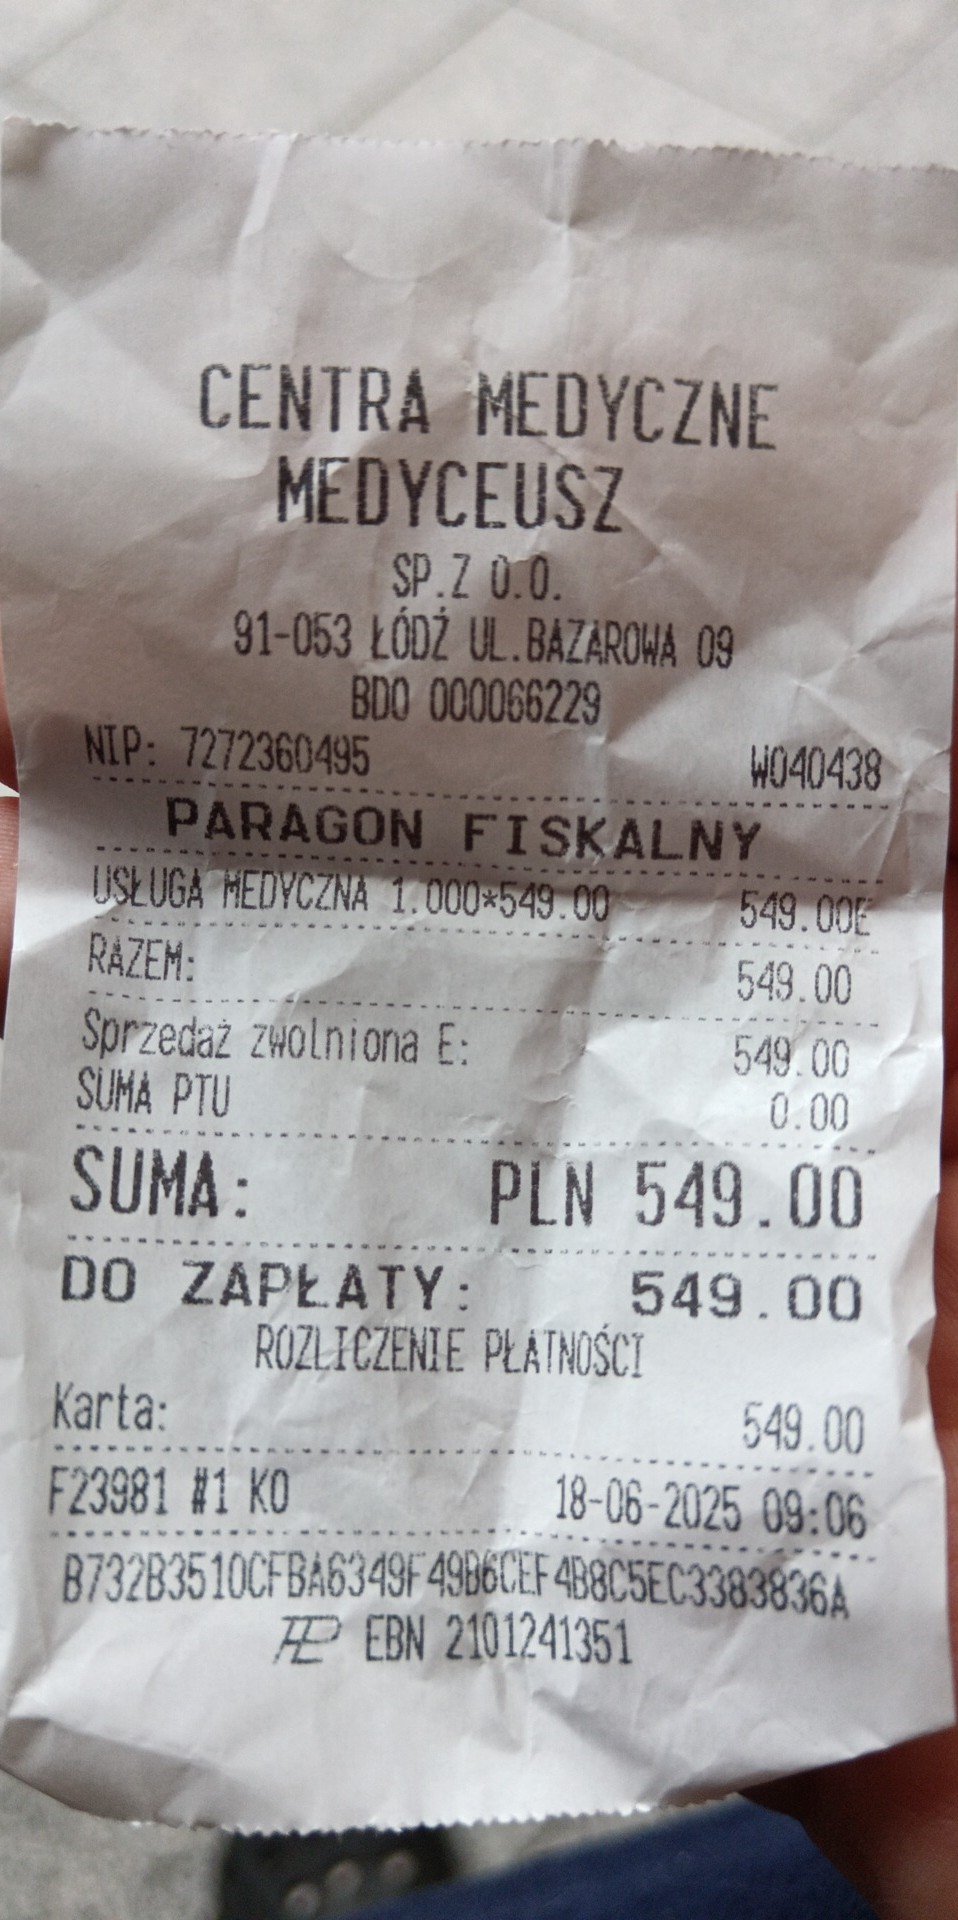 CENTRA MEDYCZNE
MEDYCEUSZ
SP.Z O.O.
91-053 ŁÓDŹ UL.BAZAROWA 09
BDO 000066229
NIP: 7272360495 W040438
PARAGON FISKALNY
USŁUGA MEDYCZNA 1.000*549.00 549.00E
RAZEM: 549.00
Sprzedaż zwolniona E: 549.00
SUMA PTU 0.00
SUMA: PLN 549.00
DO ZAPŁATY: 549.00
ROZLICZENIE PŁATNOŚCI
Karta: 549.00
F23981 #1 KO 18-06-2025 09:06
B732B3510CFBA6349F49B6CEF4B8C5EC3383836A
EBN 2101241351